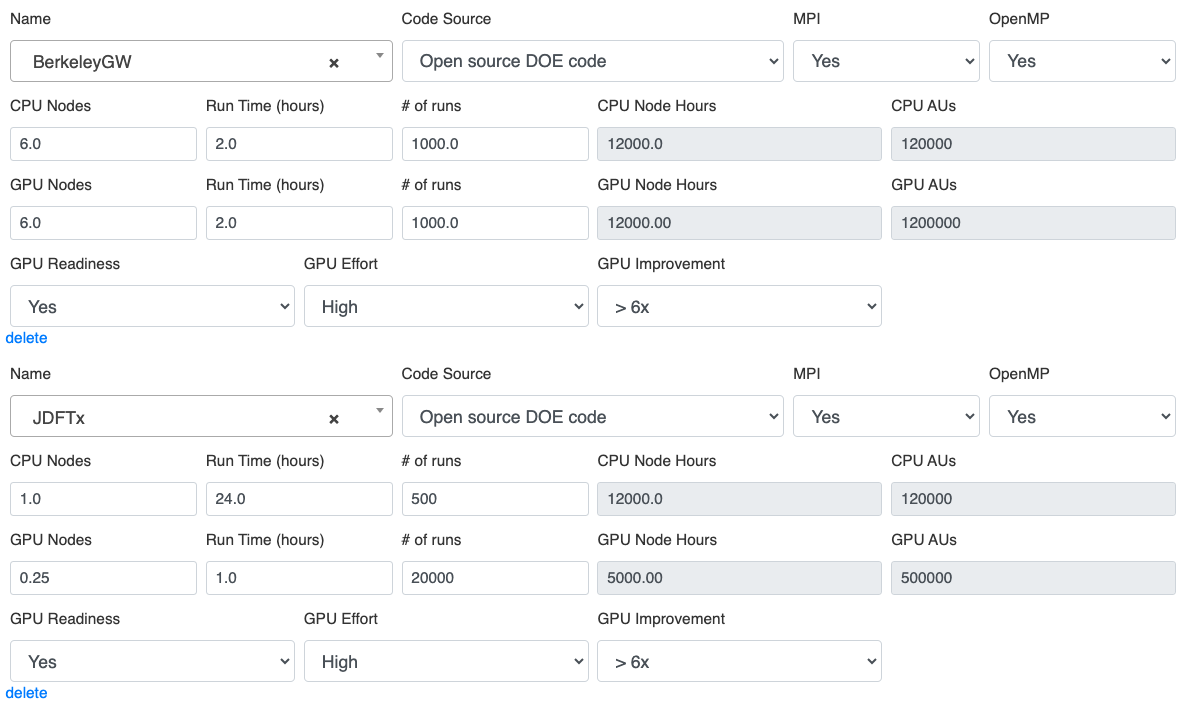 Name Code Source MPI OpenMP
BerkeleyGW × Open source DOE code Yes Yes
CPU Nodes Run Time (hours) # of runs CPU Node Hours CPU AUs
6.0 2.0 1000.0 12000.0 120000
GPU Nodes Run Time (hours) # of runs GPU Node Hours GPU AUs
6.0 2.0 1000.0 12000.00 1200000
GPU Readiness GPU Effort GPU Improvement
Yes High > 6x
delete
Name Code Source MPI OpenMP
JDFTx × Open source DOE code Yes Yes
CPU Nodes Run Time (hours) # of runs CPU Node Hours CPU AUs
1.0 24.0 500 12000.0 120000
GPU Nodes Run Time (hours) # of runs GPU Node Hours GPU AUs
0.25 1.0 20000 5000.00 500000
GPU Readiness GPU Effort GPU Improvement
Yes High > 6x
delete